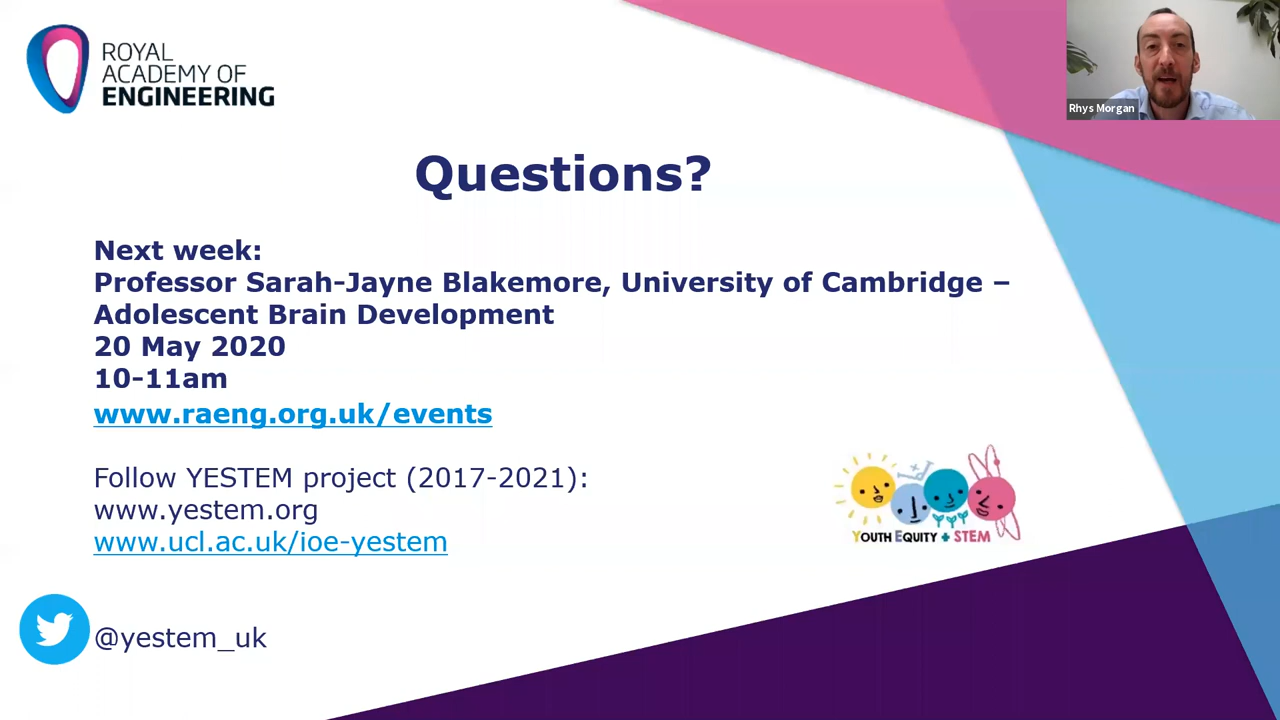 ROYAL
ACADEMY OF
ENGINEERING
Rhys Morgan
Questions?
Next week:
Professor Sarah-Jayne Blakemore, University of Cambridge –
Adolescent Brain Development
20 May 2020
10-11am
www.raeng.org.uk/events
Follow YESTEM project (2017-2021):
www.yestem.org
www.ucl.ac.uk/ioe-yestem
YOUTH EQUITY + STEM
@yestem_uk